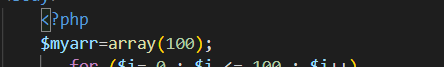 <?php
$myarr=array(100);
for ($i= 0 ; $i <= 100 ; $i++)